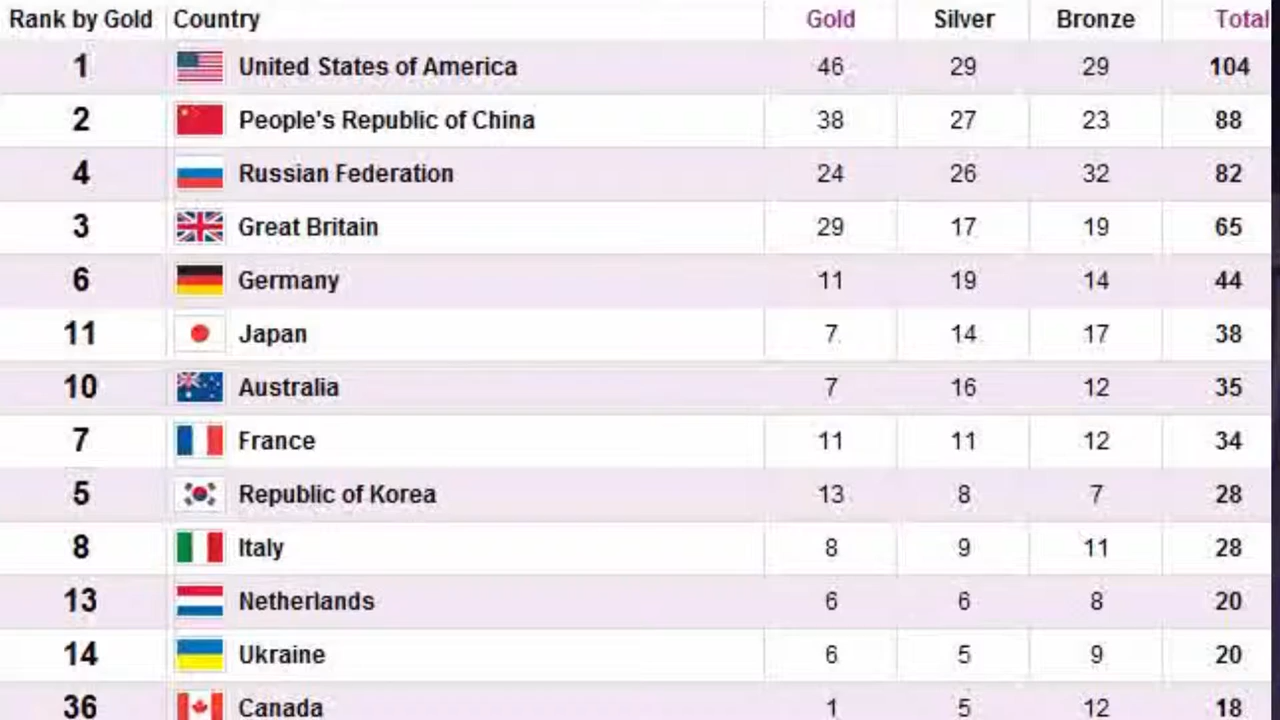 Rank by Gold Country Gold Silver Bronze Total
1 United States of America 46 29 29 104
2 People's Republic of China 38 27 23 88
4 Russian Federation 24 26 32 82
3 Great Britain 29 17 19 65
6 Germany 11 19 14 44
11 Japan 7 14 17 38
10 Australia 7 16 12 35
7 France 11 11 12 34
5 Republic of Korea 13 8 7 28
8 Italy 8 9 11 28
13 Netherlands 6 6 8 20
14 Ukraine 6 5 9 20
36 Canada 1 5 12 18